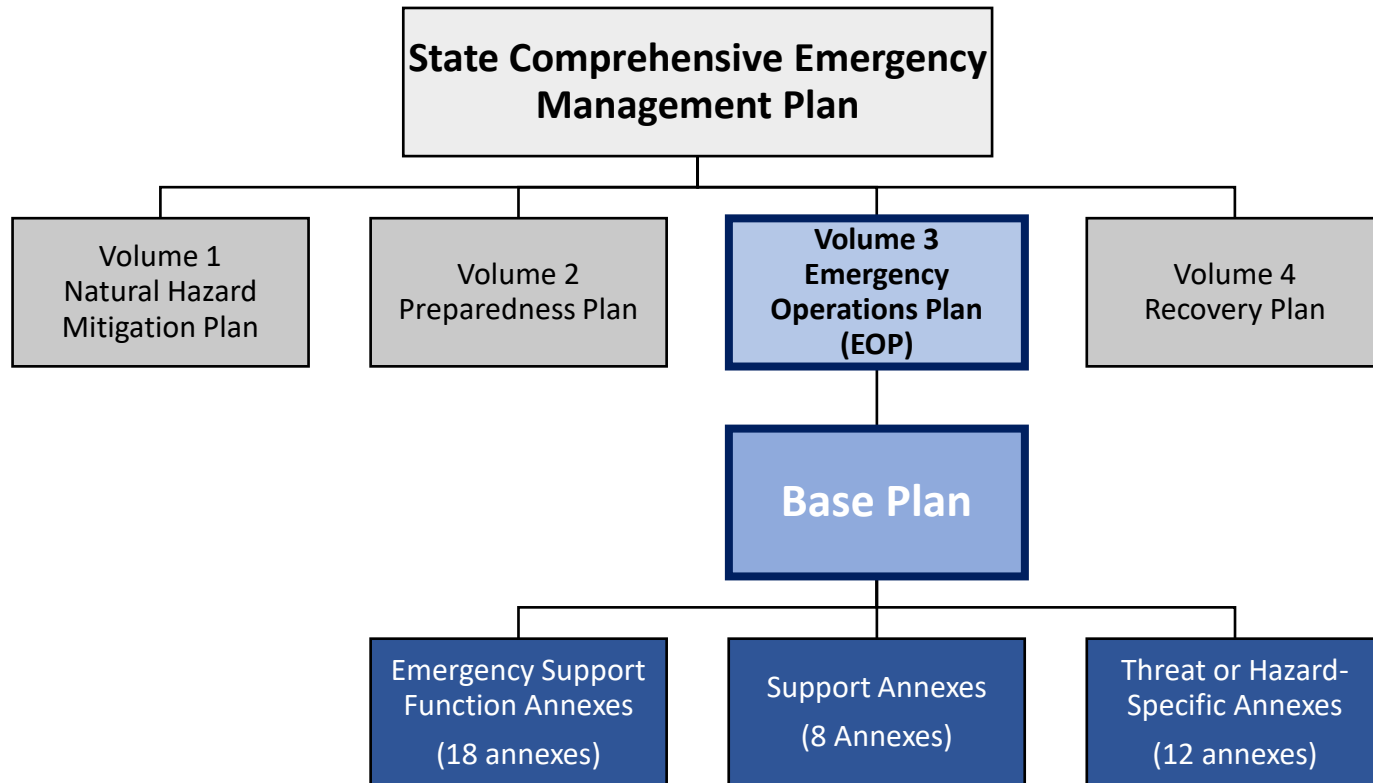 State Comprehensive Emergency
Management Plan
Volume 1
Natural Hazard
Mitigation Plan
Volume 2
Preparedness Plan
Volume 3
Emergency
Operations Plan
(EOP)
Volume 4
Recovery Plan
Base Plan
Emergency Support
Function Annexes
(18 annexes)
Support Annexes
(8 Annexes)
Threat or Hazard-
Specific Annexes
(12 annexes)